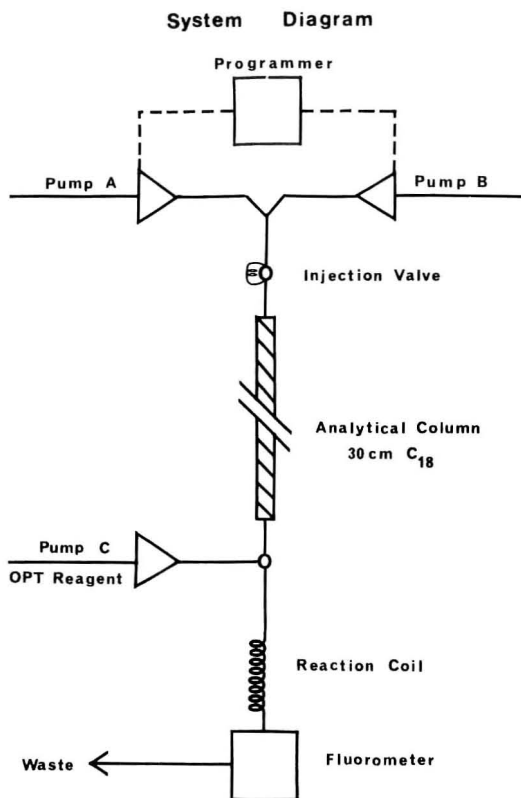 System Diagram
Programmer
Pump A
Pump B
Injection Valve
Analytical Column
30 cm C18
Pump C
OPT Reagent
Reaction Coil
Fluorometer
Waste